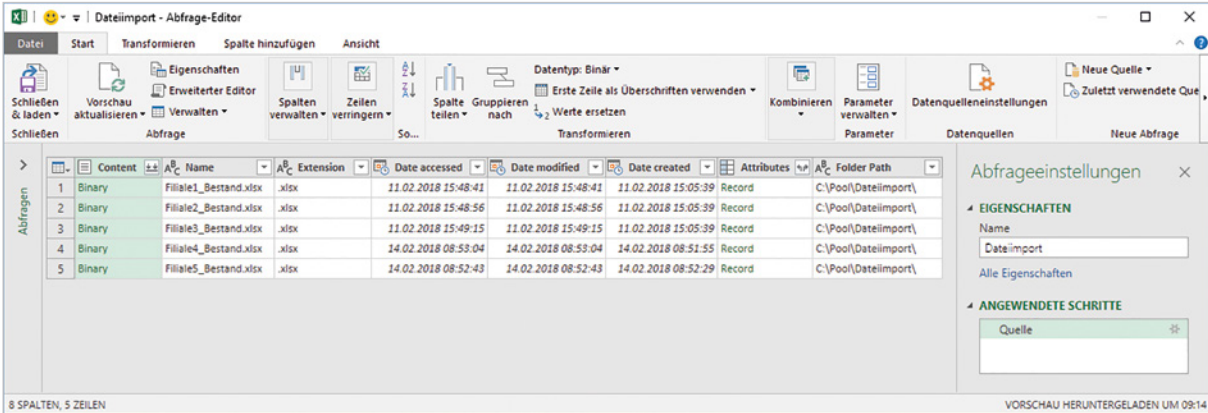 Dateiimport - Abfrage-Editor
Datei Start Transformieren Spalte hinzufügen Ansicht
Schließen & laden
Schließen
Vorschau aktualisieren
Eigenschaften
Erweiterter Editor
Verwalten
Abfrage
Spalten verwalten
Zeilen verringern
So...
Spalte teilen
Gruppieren nach
Datentyp: Binär
Erste Zeile als Überschriften verwenden
Werte ersetzen
Transformieren
Kombinieren
Parameter verwalten
Parameter
Datenquelleneinstellungen
Datenquellen
Neue Quelle
Zuletzt verwendete Que
Neue Abfrage
Abfragen
Content Name Extension Date accessed Date modified Date created Attributes Folder Path
1 Binary Filiale1_Bestand.xlsx .xlsx 11.02.2018 15:48:41 11.02.2018 15:48:41 11.02.2018 15:05:39 Record C:\Pool\Dateiimport\
2 Binary Filiale2_Bestand.xlsx .xlsx 11.02.2018 15:48:56 11.02.2018 15:48:56 11.02.2018 15:05:39 Record C:\Pool\Dateiimport\
3 Binary Filiale3_Bestand.xlsx .xlsx 11.02.2018 15:49:15 11.02.2018 15:49:15 11.02.2018 15:05:39 Record C:\Pool\Dateiimport\
4 Binary Filiale4_Bestand.xlsx .xlsx 14.02.2018 08:53:04 14.02.2018 08:53:04 14.02.2018 08:51:55 Record C:\Pool\Dateiimport\
5 Binary Filiale5_Bestand.xlsx .xlsx 14.02.2018 08:52:43 14.02.2018 08:52:43 14.02.2018 08:52:29 Record C:\Pool\Dateiimport\
Abfrageeinstellungen
EIGENSCHAFTEN
Name
Dateiimport
Alle Eigenschaften
ANGEWENDETE SCHRITTE
Quelle
8 SPALTEN, 5 ZEILEN
VORSCHAU HERUNTERGELADEN UM 09:14